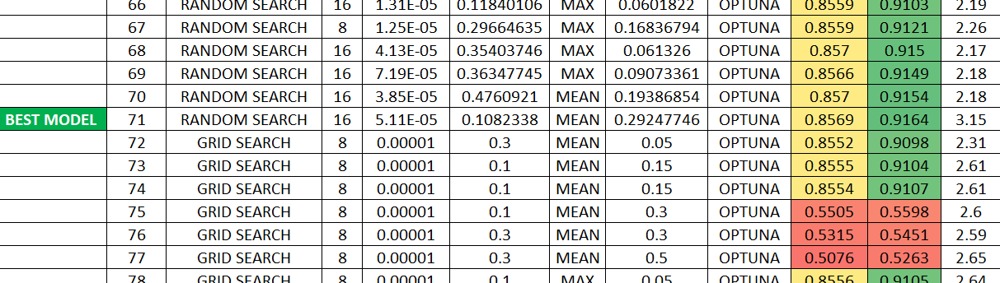 66 RANDOM SEARCH 16 1.31E-05 0.11840106 MAX 0.0601822 OPTUNA 0.8559 0.9103 2.19
67 RANDOM SEARCH 8 1.25E-05 0.29664635 MAX 0.16836794 OPTUNA 0.8559 0.9121 2.26
68 RANDOM SEARCH 16 4.13E-05 0.35403746 MAX 0.061326 OPTUNA 0.857 0.915 2.17
69 RANDOM SEARCH 16 7.19E-05 0.36347745 MAX 0.09073361 OPTUNA 0.8566 0.9149 2.18
70 RANDOM SEARCH 16 3.85E-05 0.4760921 MEAN 0.19386854 OPTUNA 0.857 0.9154 2.18
BEST MODEL 71 RANDOM SEARCH 16 5.11E-05 0.1082338 MEAN 0.29247746 OPTUNA 0.8569 0.9164 3.15
72 GRID SEARCH 8 0.00001 0.3 MEAN 0.05 OPTUNA 0.8552 0.9098 2.31
73 GRID SEARCH 8 0.00001 0.1 MEAN 0.15 OPTUNA 0.8555 0.9104 2.61
74 GRID SEARCH 8 0.00001 0.1 MEAN 0.15 OPTUNA 0.8554 0.9107 2.61
75 GRID SEARCH 8 0.00001 0.1 MEAN 0.3 OPTUNA 0.5505 0.5598 2.6
76 GRID SEARCH 8 0.00001 0.3 MEAN 0.3 OPTUNA 0.5315 0.5451 2.59
77 GRID SEARCH 8 0.00001 0.3 MEAN 0.5 OPTUNA 0.5076 0.5263 2.65
78 GRID SEARCH 8 0.00001 0.1 MAX 0.05 OPTUNA 0.8556 0.9105 2.64